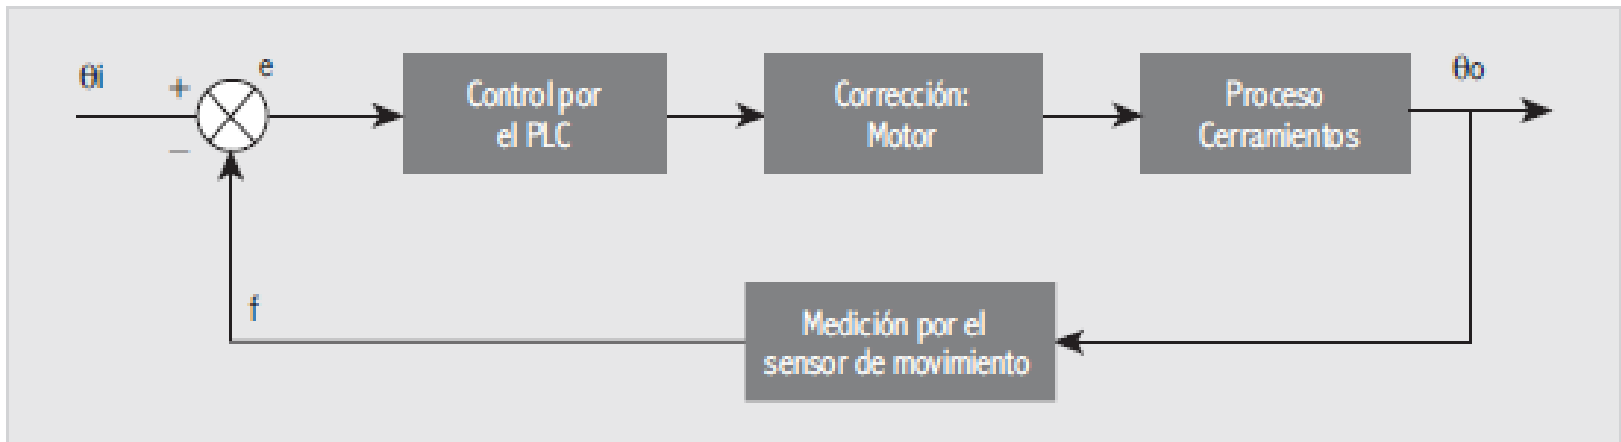 θi
+
−
e
Control por
el PLC
Corrección:
Motor
Proceso
Cerramientos
θo
f
Medición por el
sensor de movimiento